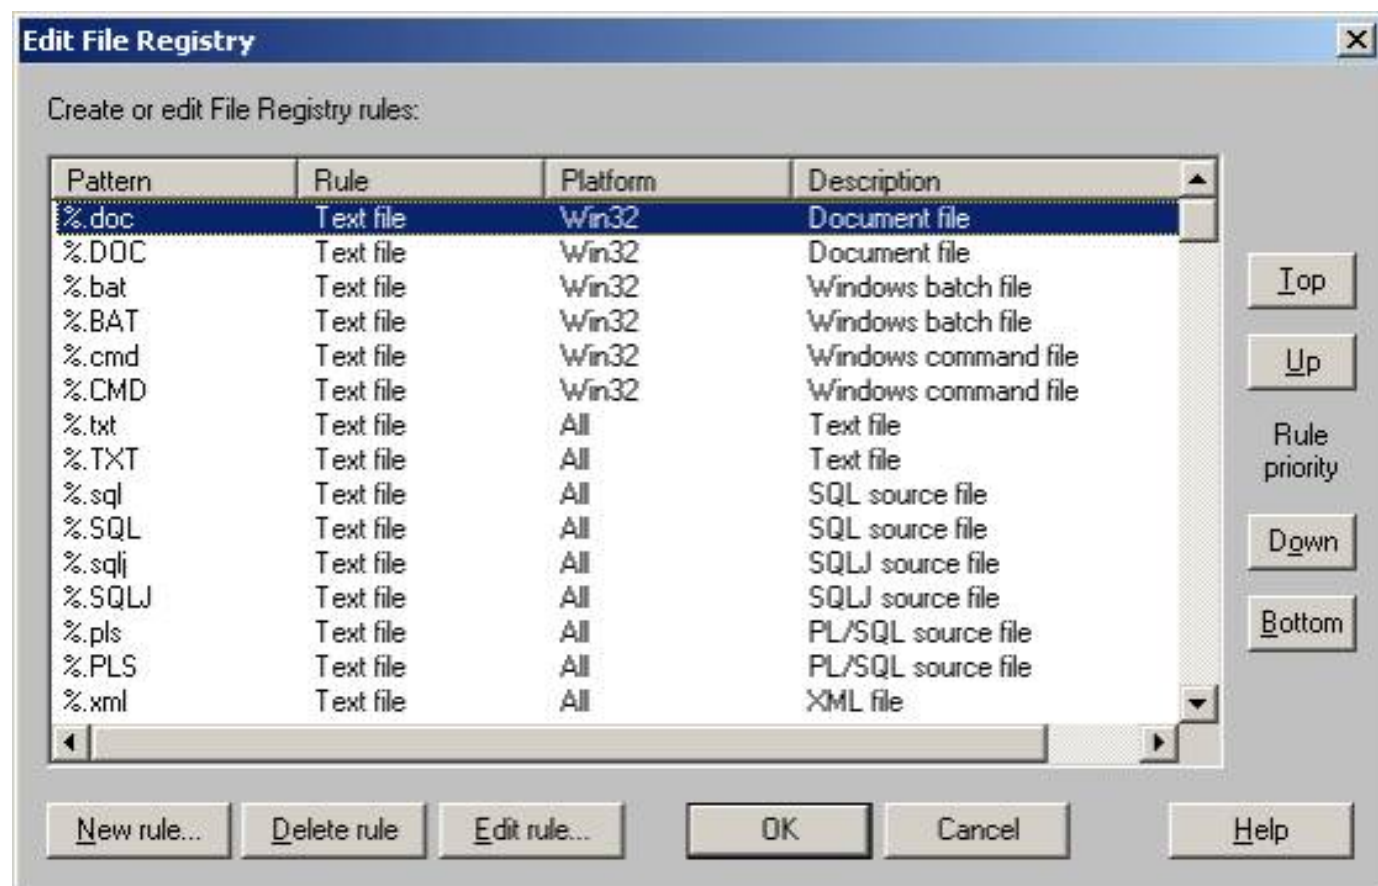 Edit File Registry
Create or edit File Registry rules:
Pattern Rule Platform Description
%.doc Text file Win32 Document file
%.DOC Text file Win32 Document file
%.bat Text file Win32 Windows batch file
%.BAT Text file Win32 Windows batch file
%.cmd Text file Win32 Windows command file
%.CMD Text file Win32 Windows command file
%.txt Text file All Text file
%.TXT Text file All Text file
%.sql Text file All SQL source file
%.SQL Text file All SQL source file
%.sqlj Text file All SQLJ source file
%.SQLJ Text file All SQLJ source file
%.pls Text file All PL/SQL source file
%.PLS Text file All PL/SQL source file
%.xml Text file All XML file
Top
Up
Rule
priority
Down
Bottom
New rule... Delete rule Edit rule... OK Cancel Help